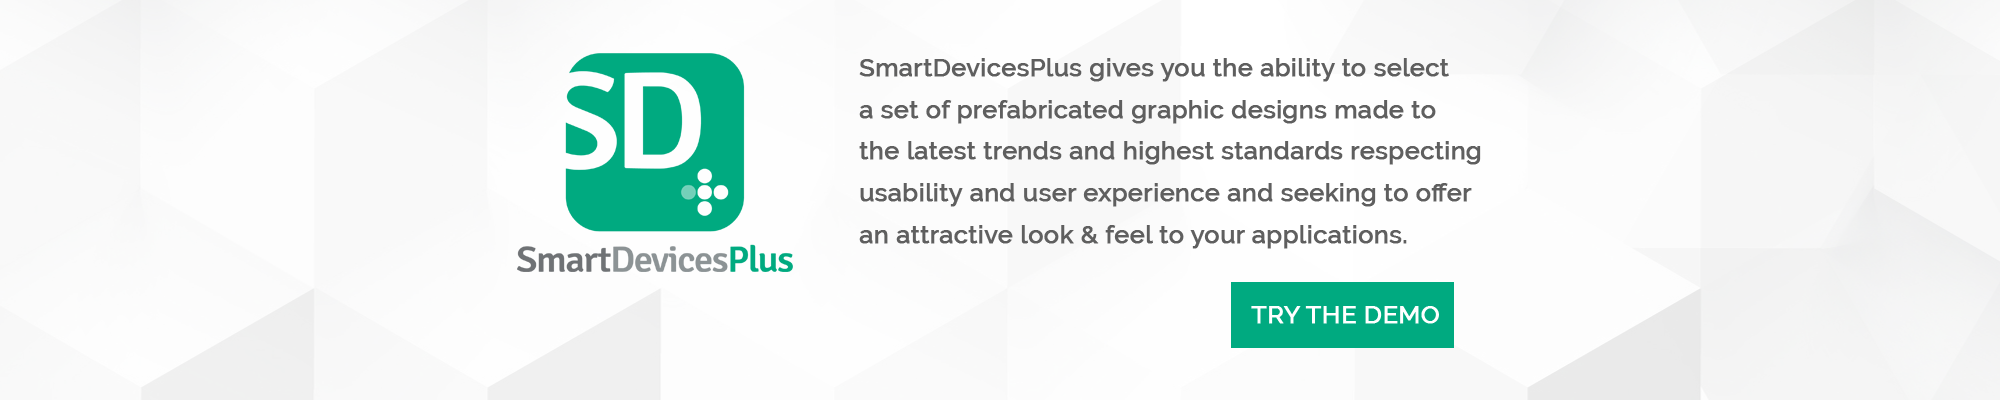 SD
SmartDevicesPlus
SmartDevicesPlus gives you the ability to select
a set of prefabricated graphic designs made to
the latest trends and highest standards respecting
usability and user experience and seeking to offer
an attractive look & feel to your applications.
TRY THE DEMO